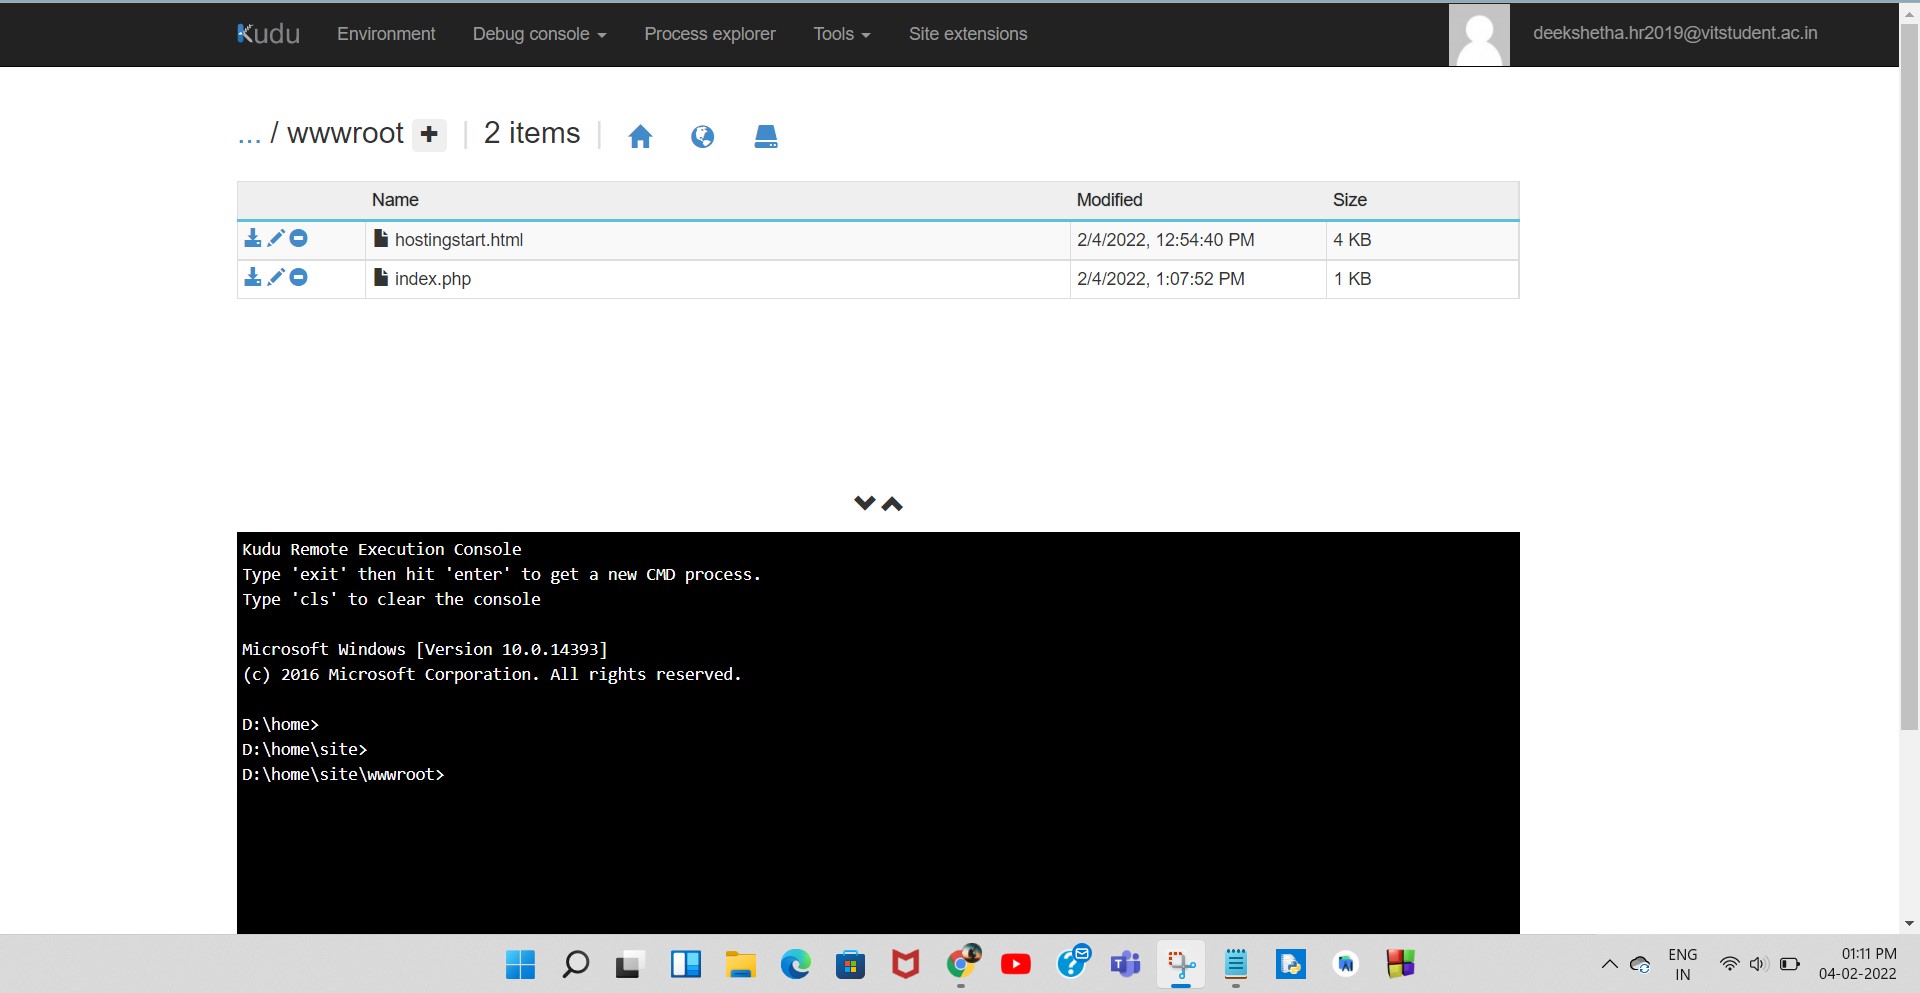 Kudu Environment Debug console Process explorer Tools Site extensions deekshetha.hr2019@vitstudent.ac.in
... / wwwroot + | 2 items |
Name Modified Size
hostingstart.html 2/4/2022, 12:54:40 PM 4 KB
index.php 2/4/2022, 1:07:52 PM 1 KB
Kudu Remote Execution Console
Type 'exit' then hit 'enter' to get a new CMD process.
Type 'cls' to clear the console
Microsoft Windows [Version 10.0.14393]
(c) 2016 Microsoft Corporation. All rights reserved.
D:\home>
D:\home\site>
D:\home\site\wwwroot>
ENG 01:11 PM
IN 04-02-2022